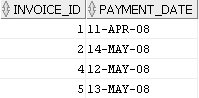 INVOICE_ID PAYMENT_DATE
1 11-APR-08
2 14-MAY-08
4 12-MAY-08
5 13-MAY-08